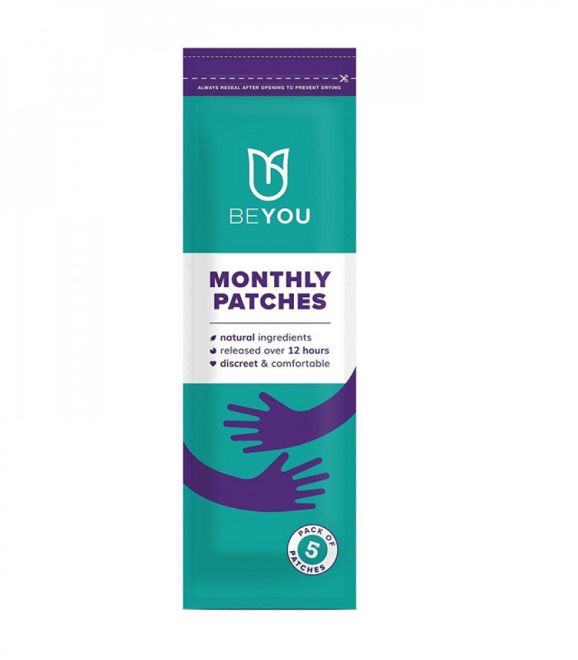 ALWAYS RESEAL AFTER OPENING TO PREVENT DRYING
BEYOU
MONTHLY
PATCHES
natural ingredients
released over 12 hours
discreet & comfortable
PACK OF
5
PATCHES